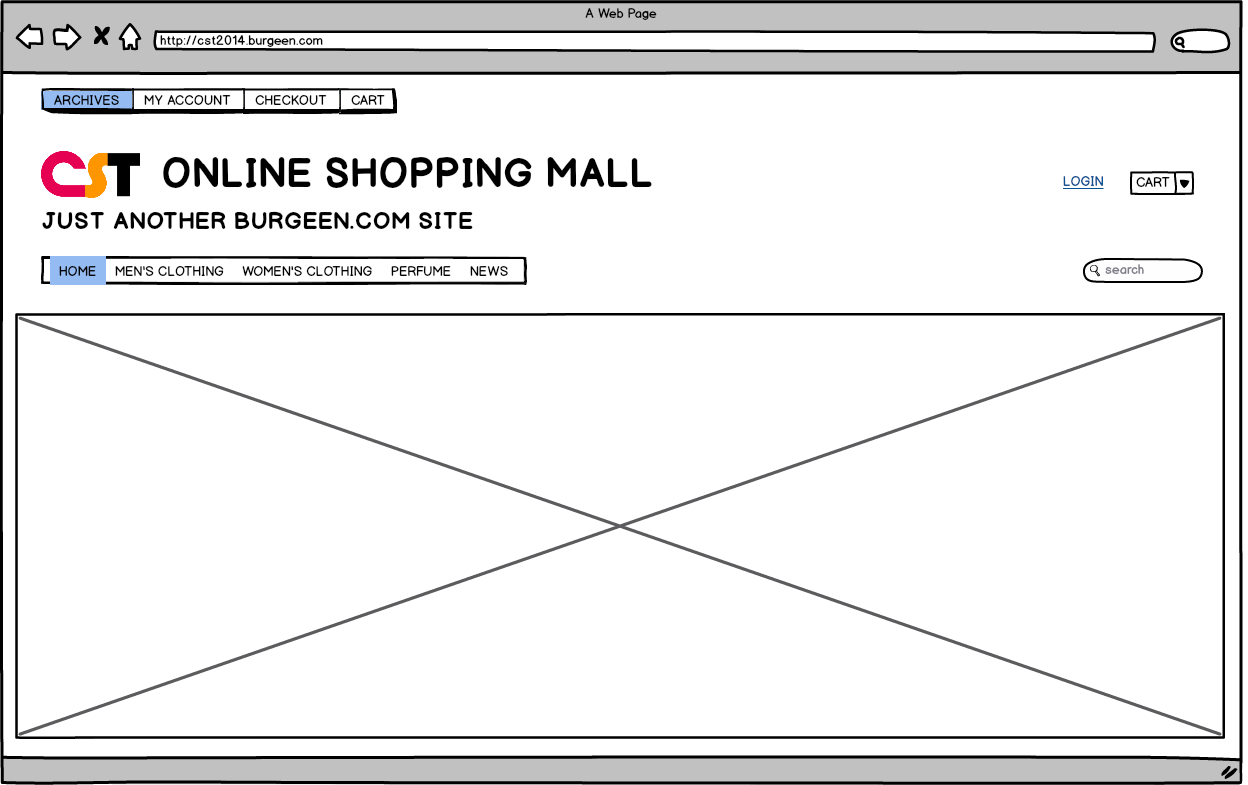 A Web Page
http://cst2014.burgeen.com
ARCHIVES MY ACCOUNT CHECKOUT CART
CST ONLINE SHOPPING MALL
LOGIN CART
JUST ANOTHER BURGEEN.COM SITE
HOME MEN'S CLOTHING WOMEN'S CLOTHING PERFUME NEWS
search